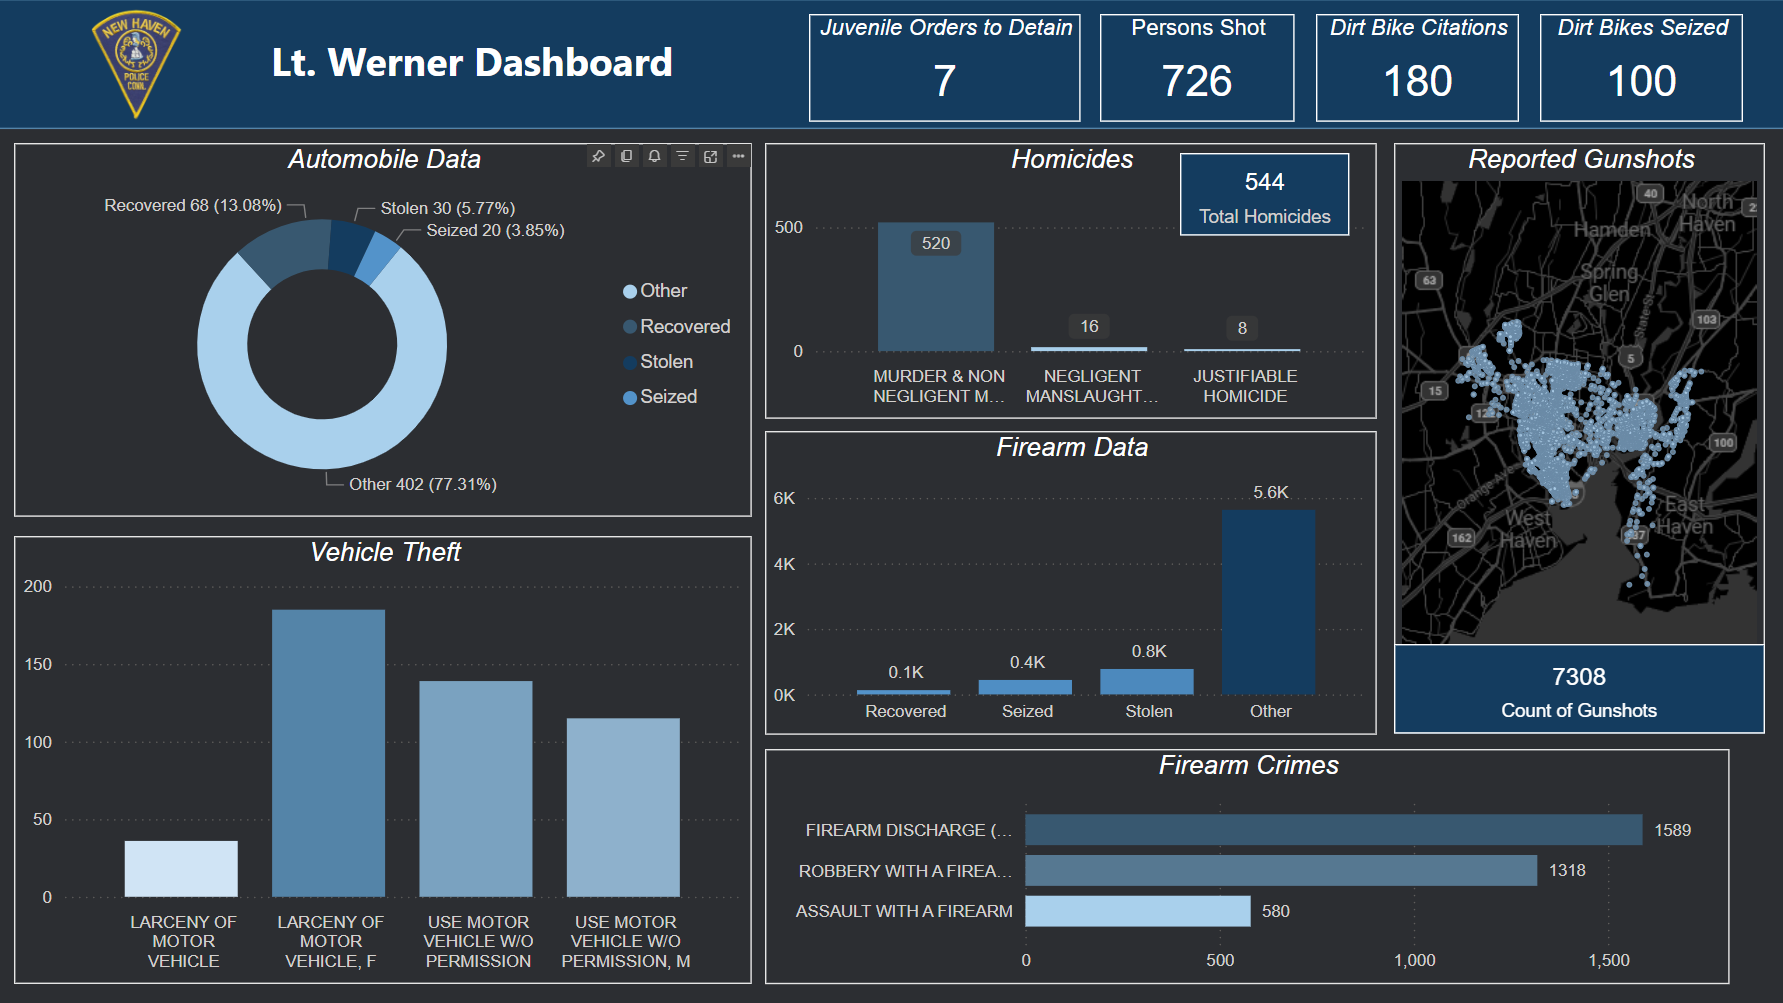 NEW HAVEN
POLICE
CONN.
Lt. Werner Dashboard
Juvenile Orders to Detain
7
Persons Shot
726
Dirt Bike Citations
180
Dirt Bikes Seized
100
Automobile Data
Recovered 68 (13.08%)
Stolen 30 (5.77%)
Seized 20 (3.85%)
Other 402 (77.31%)
Other
Recovered
Stolen
Seized
Vehicle Theft
200
150
100
50
0
LARCENY OF
MOTOR
VEHICLE
LARCENY OF
MOTOR
VEHICLE, F
USE MOTOR
VEHICLE W/O
PERMISSION
USE MOTOR
VEHICLE W/O
PERMISSION, M
Homicides
544
Total Homicides
500
0
520
16
8
MURDER & NON
NEGLIGENT M...
NEGLIGENT
MANSLAUGHT...
JUSTIFIABLE
HOMICIDE
Firearm Data
6K
4K
2K
0K
0.1K
0.4K
0.8K
5.6K
Recovered
Seized
Stolen
Other
Reported Gunshots
40
North
Haven
2
Hamden
63
Spring
Glen
State St
103
5
15
12
100
Orange Ave
East
Haven
West
Haven
162
337
7308
Count of Gunshots
Firearm Crimes
FIREARM DISCHARGE (...
1589
ROBBERY WITH A FIREA...
1318
ASSAULT WITH A FIREARM
580
0
500
1,000
1,500